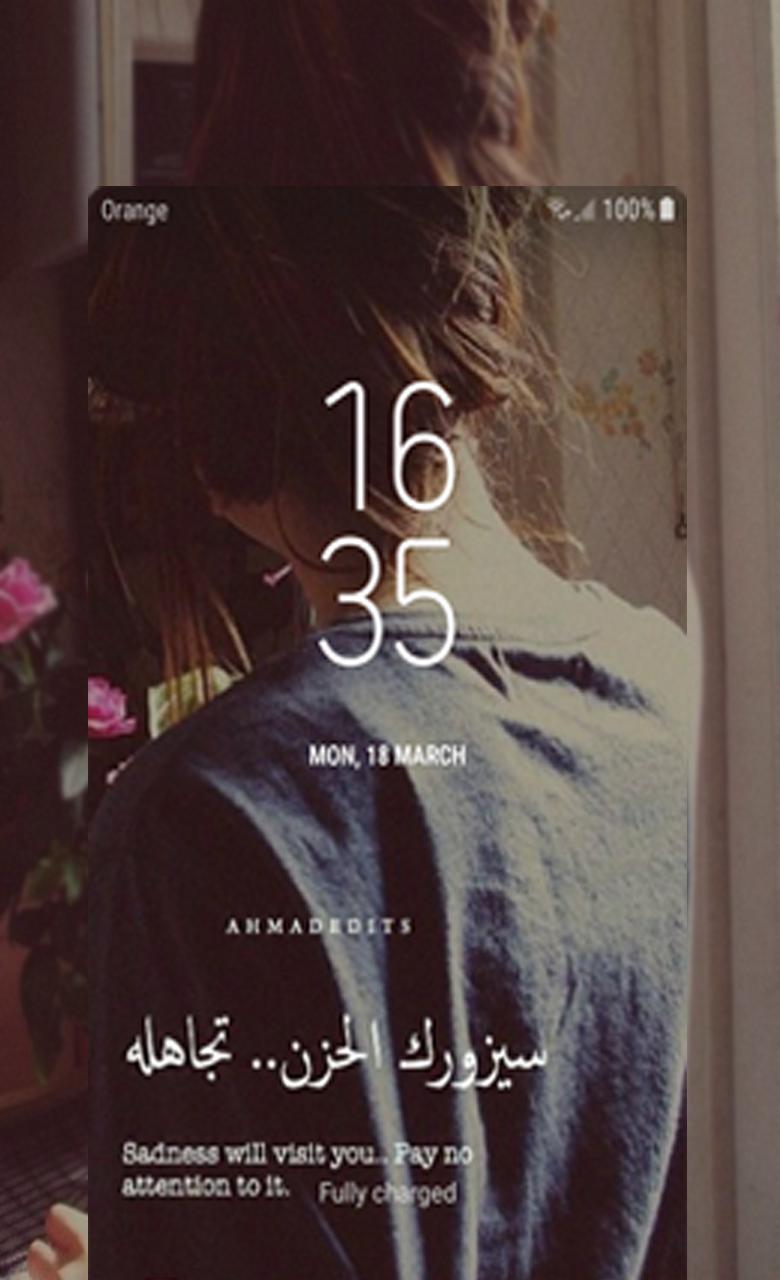 Orange
100%
16
35
MON, 18 MARCH
AHMADEDITS
سيزورك الحزن.. تجاهله
Sadness will visit you.. Pay no
attention to it.
Fully charged